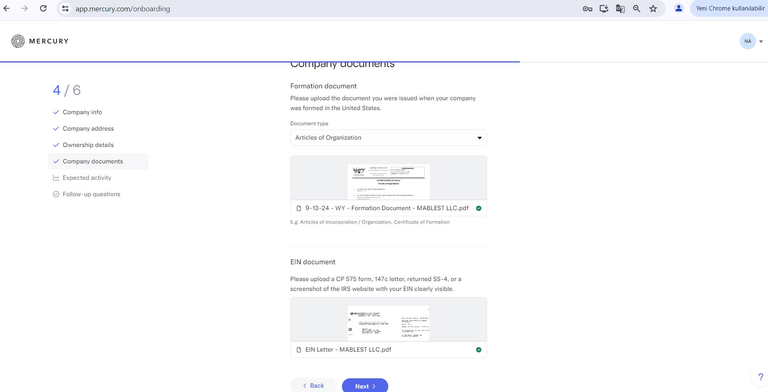 app.mercury.com/onboarding
Yeni Chrome kullanılabilir
MERCURY
NA
Company documents
4 / 6
Company info
Company address
Ownership details
Company documents
Expected activity
Follow-up questions
Formation document
Please upload the document you were issued when your company
was formed in the United States.
Document type
Articles of Organization
9-13-24 - WY - Formation Document - MABLEST LLC.pdf
E.g. Articles of Incorporation / Organization, Certificate of Formation
EIN document
Please upload a CP 575 form, 147c letter, returned SS-4, or a
screenshot of the IRS website with your EIN clearly visible.
EIN Letter - MABLEST LLC.pdf
Back
Next
?